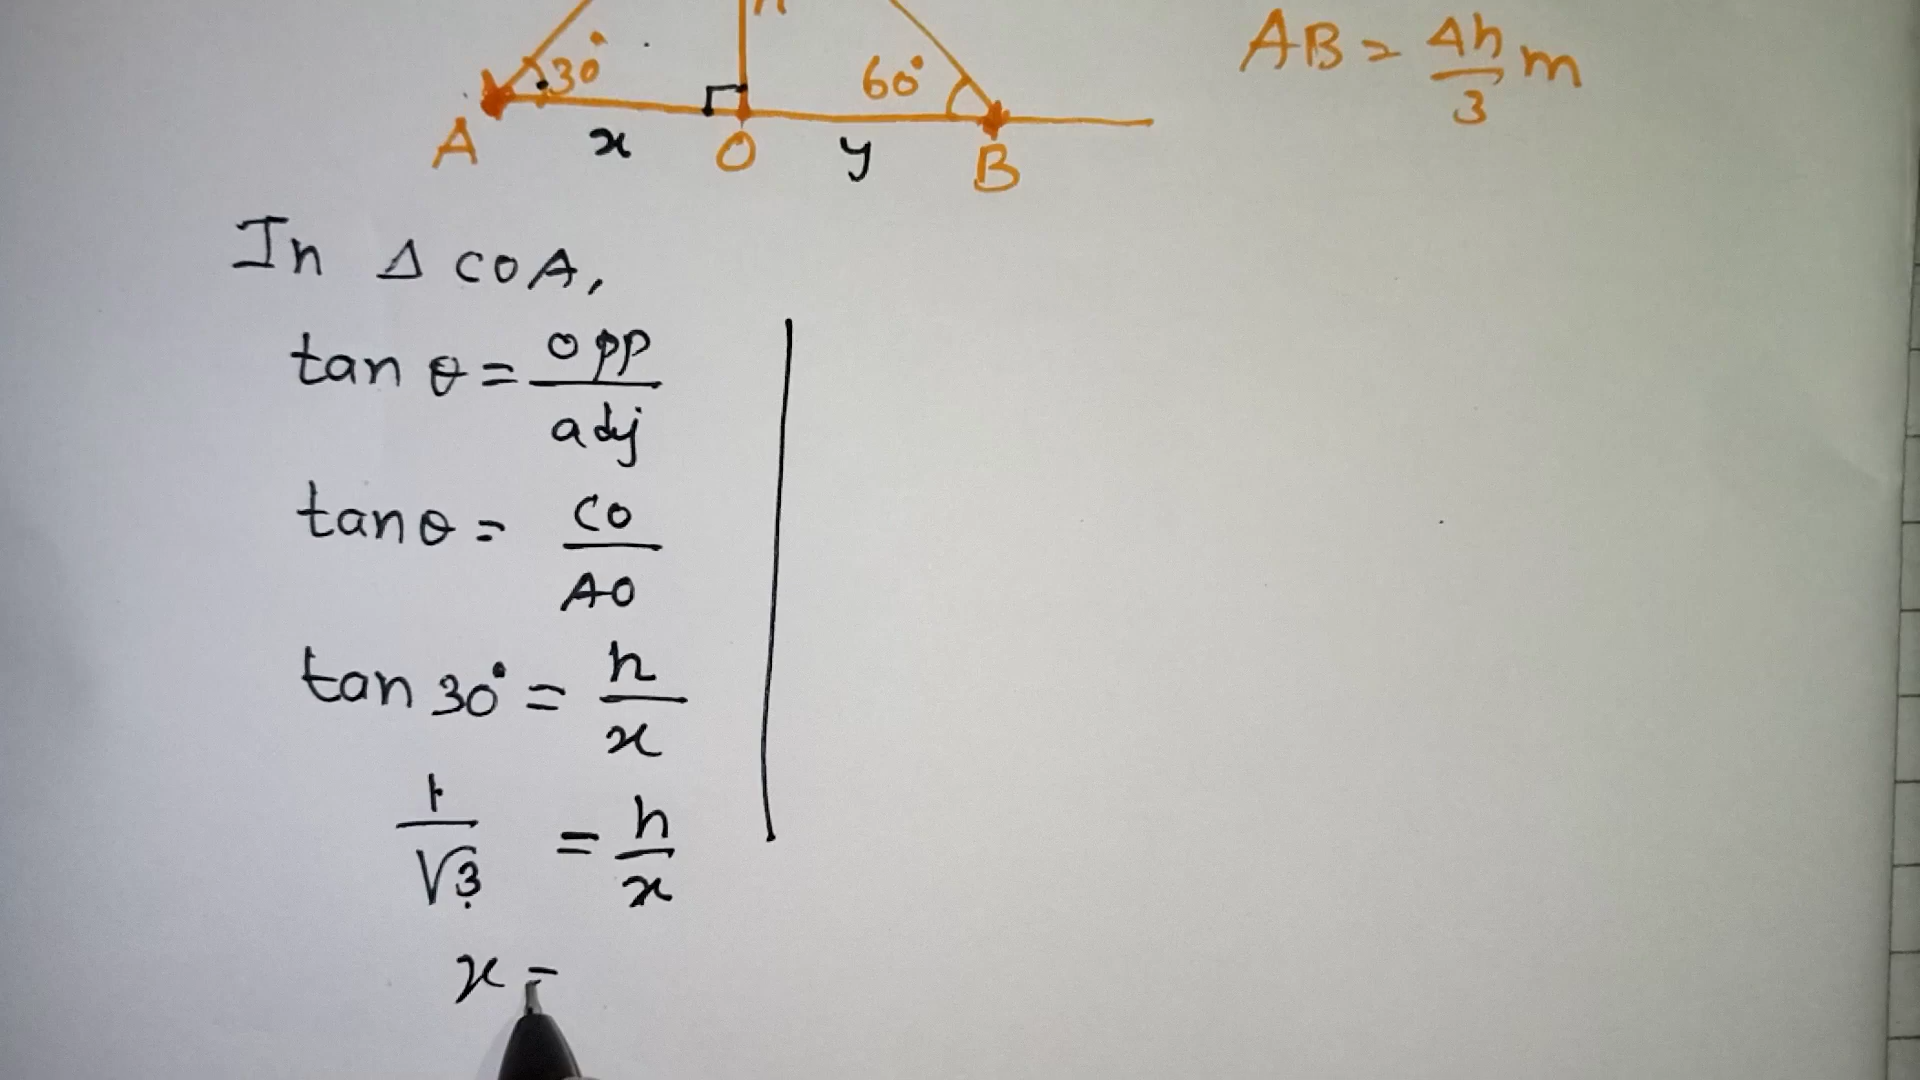 h
30°
60°
AB = 4h/3 m
A x O y B
In Δ COA,
tan θ = opp/adj
tan θ = CO/AO
tan 30° = h/x
1/√3 = h/x
x =